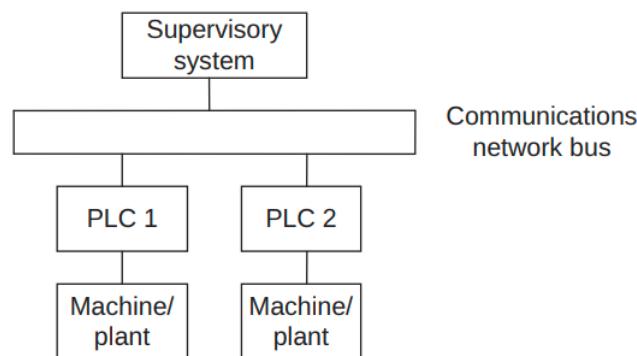 Supervisory
system
Communications
network bus
PLC 1
PLC 2
Machine/
plant
Machine/
plant